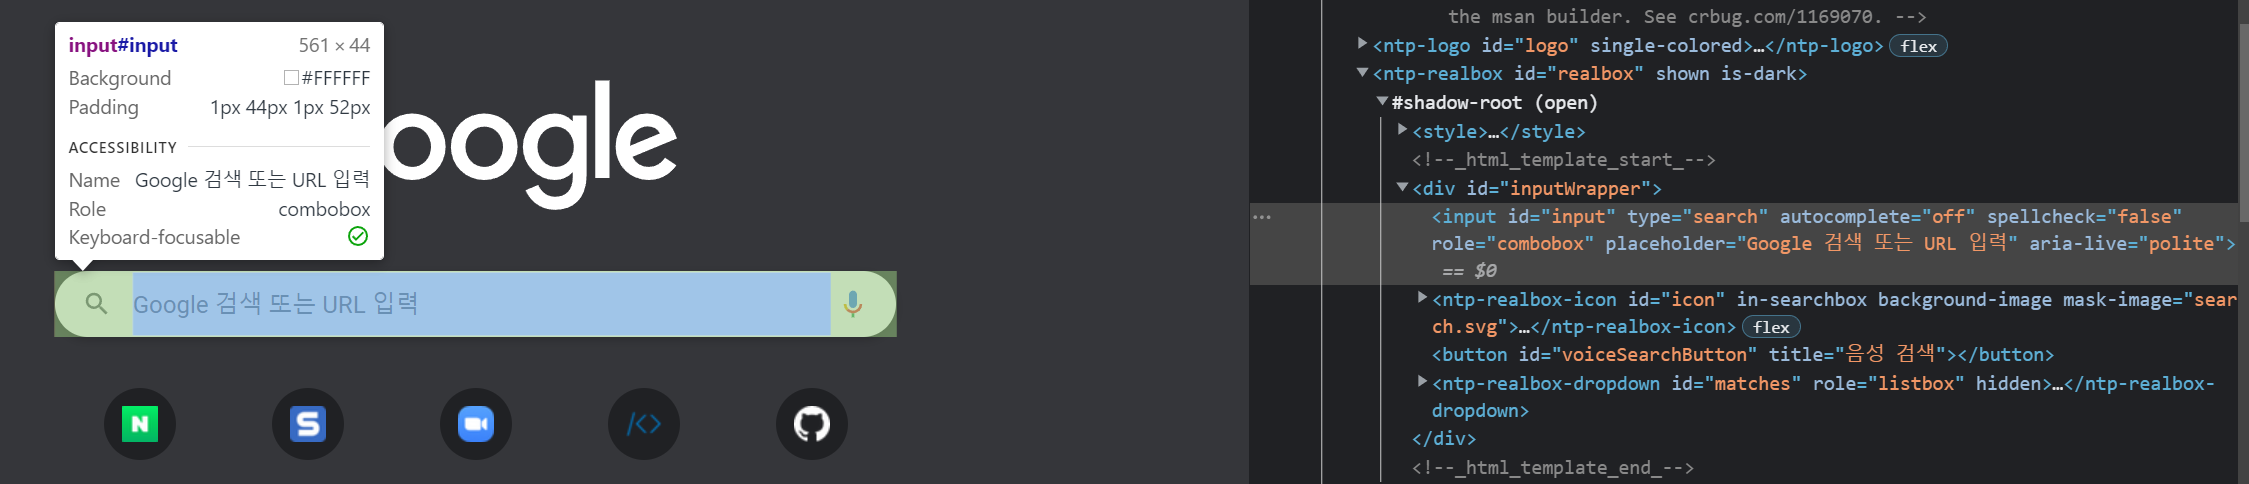 input#input 561 × 44
Background #FFFFFF
Padding 1px 44px 1px 52px
ACCESSIBILITY
Name Google 검색 또는 URL 입력
Role combobox
Keyboard-focusable
oogle
Google 검색 또는 URL 입력
N
S
/<>
the msan builder. See crbug.com/1169070. -->
<ntp-logo id="logo" single-colored>…</ntp-logo> flex
<ntp-realbox id="realbox" shown is-dark>
#shadow-root (open)
<style>…</style>
<!--_html_template_start_-->
<div id="inputWrapper">
<input id="input" type="search" autocomplete="off" spellcheck="false"
role="combobox" placeholder="Google 검색 또는 URL 입력" aria-live="polite">
== $0
<ntp-realbox-icon id="icon" in-searchbox background-image mask-image="sear
ch.svg">…</ntp-realbox-icon> flex
<button id="voiceSearchButton" title="음성 검색"></button>
<ntp-realbox-dropdown id="matches" role="listbox" hidden>…</ntp-realbox-
dropdown>
</div>
<!--_html_template_end_-->